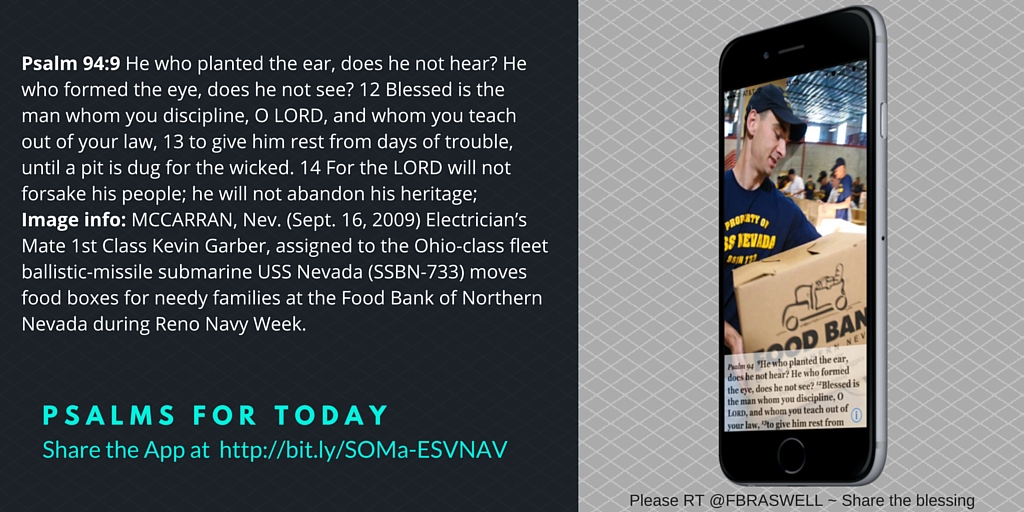 Psalm 94:9 He who planted the ear, does he not hear? He
who formed the eye, does he not see? 12 Blessed is the
man whom you discipline, O LORD, and whom you teach
out of your law, 13 to give him rest from days of trouble,
until a pit is dug for the wicked. 14 For the LORD will not
forsake his people; he will not abandon his heritage;
Image info: MCCARRAN, Nev. (Sept. 16, 2009) Electrician’s
Mate 1st Class Kevin Garber, assigned to the Ohio-class fleet
ballistic-missile submarine USS Nevada (SSBN-733) moves
food boxes for needy families at the Food Bank of Northern
Nevada during Reno Navy Week.
PSALMS FOR TODAY
Share the App at http://bit.ly/SOMa-ESVNAV
PROPERTY OF
SS NEVADA
FOOD BAN
Psalm 94 9He who planted the ear,
does he not hear? He who formed
the eye, does he not see? 12Blessed is
the man whom you discipline, O
LORD, and whom you teach out of
your law, 13to give him rest from
Please RT @FBRASWELL ~ Share the blessing